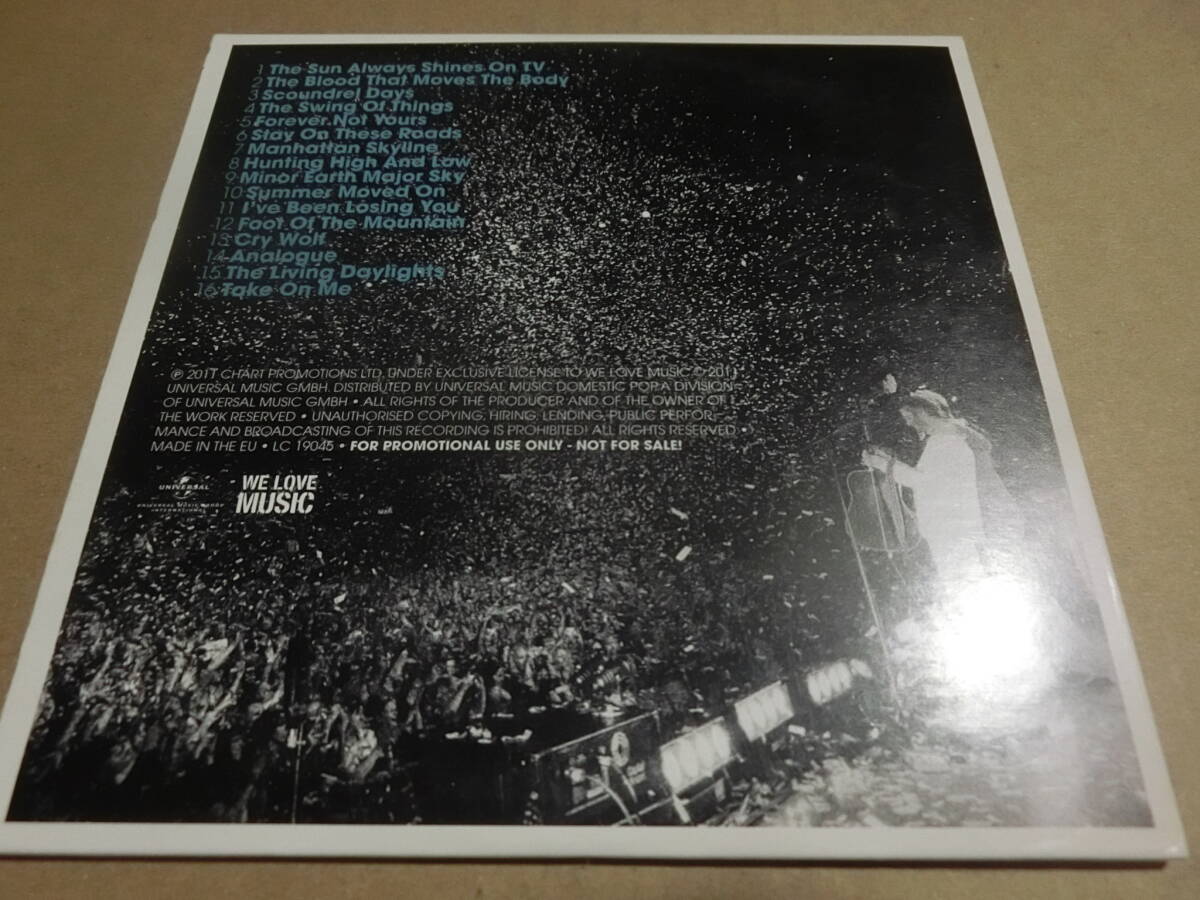 1 The Sun Always Shines On TV
2 The Blood That Moves The Body
3 Scoundrel Days
4 The Swing Of Things
5 Forever Not Yours
6 Stay On These Roads
7 Manhattan Skyline
8 Hunting High And Low
9 Minor Earth Major Sky
10 Summer Moved On
11 I've Been Losing You
12 Foot Of The Mountain
13 Cry Wolf
14 Analogue
15 The Living Daylights
16 Take On Me
℗ 2011 CHART PROMOTIONS LTD. UNDER EXCLUSIVE LICENSE TO WE LOVE MUSIC © 2011
UNIVERSAL MUSIC GMBH. DISTRIBUTED BY UNIVERSAL MUSIC DOMESTIC POP, A DIVISION
OF UNIVERSAL MUSIC GMBH • ALL RIGHTS OF THE PRODUCER AND OF THE OWNER OF
THE WORK RESERVED • UNAUTHORISED COPYING, HIRING, LENDING, PUBLIC PERFOR-
MANCE AND BROADCASTING OF THIS RECORDING IS PROHIBITED! ALL RIGHTS RESERVED •
MADE IN THE EU • LC 19045 • FOR PROMOTIONAL USE ONLY - NOT FOR SALE!
UNIVERSAL
UNIVERSAL MUSIC GROUP
INTERNATIONAL
WE LOVE
MUSIC